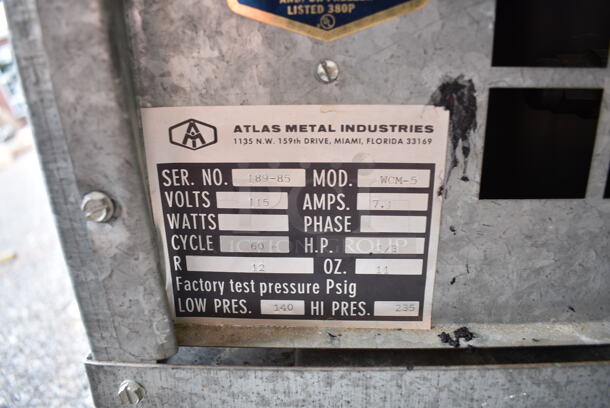 LISTED 380P
ATLAS METAL INDUSTRIES
1135 N.W. 159th DRIVE, MIAMI, FLORIDA 33169
SER. NO. 189-85 MOD. WCM-5
VOLTS 115 AMPS. 7.1
WATTS PHASE
CYCLE 60 H.P. 1/3
R 12 OZ. 11
Factory test pressure Psig
LOW PRES. 140 HI PRES. 235